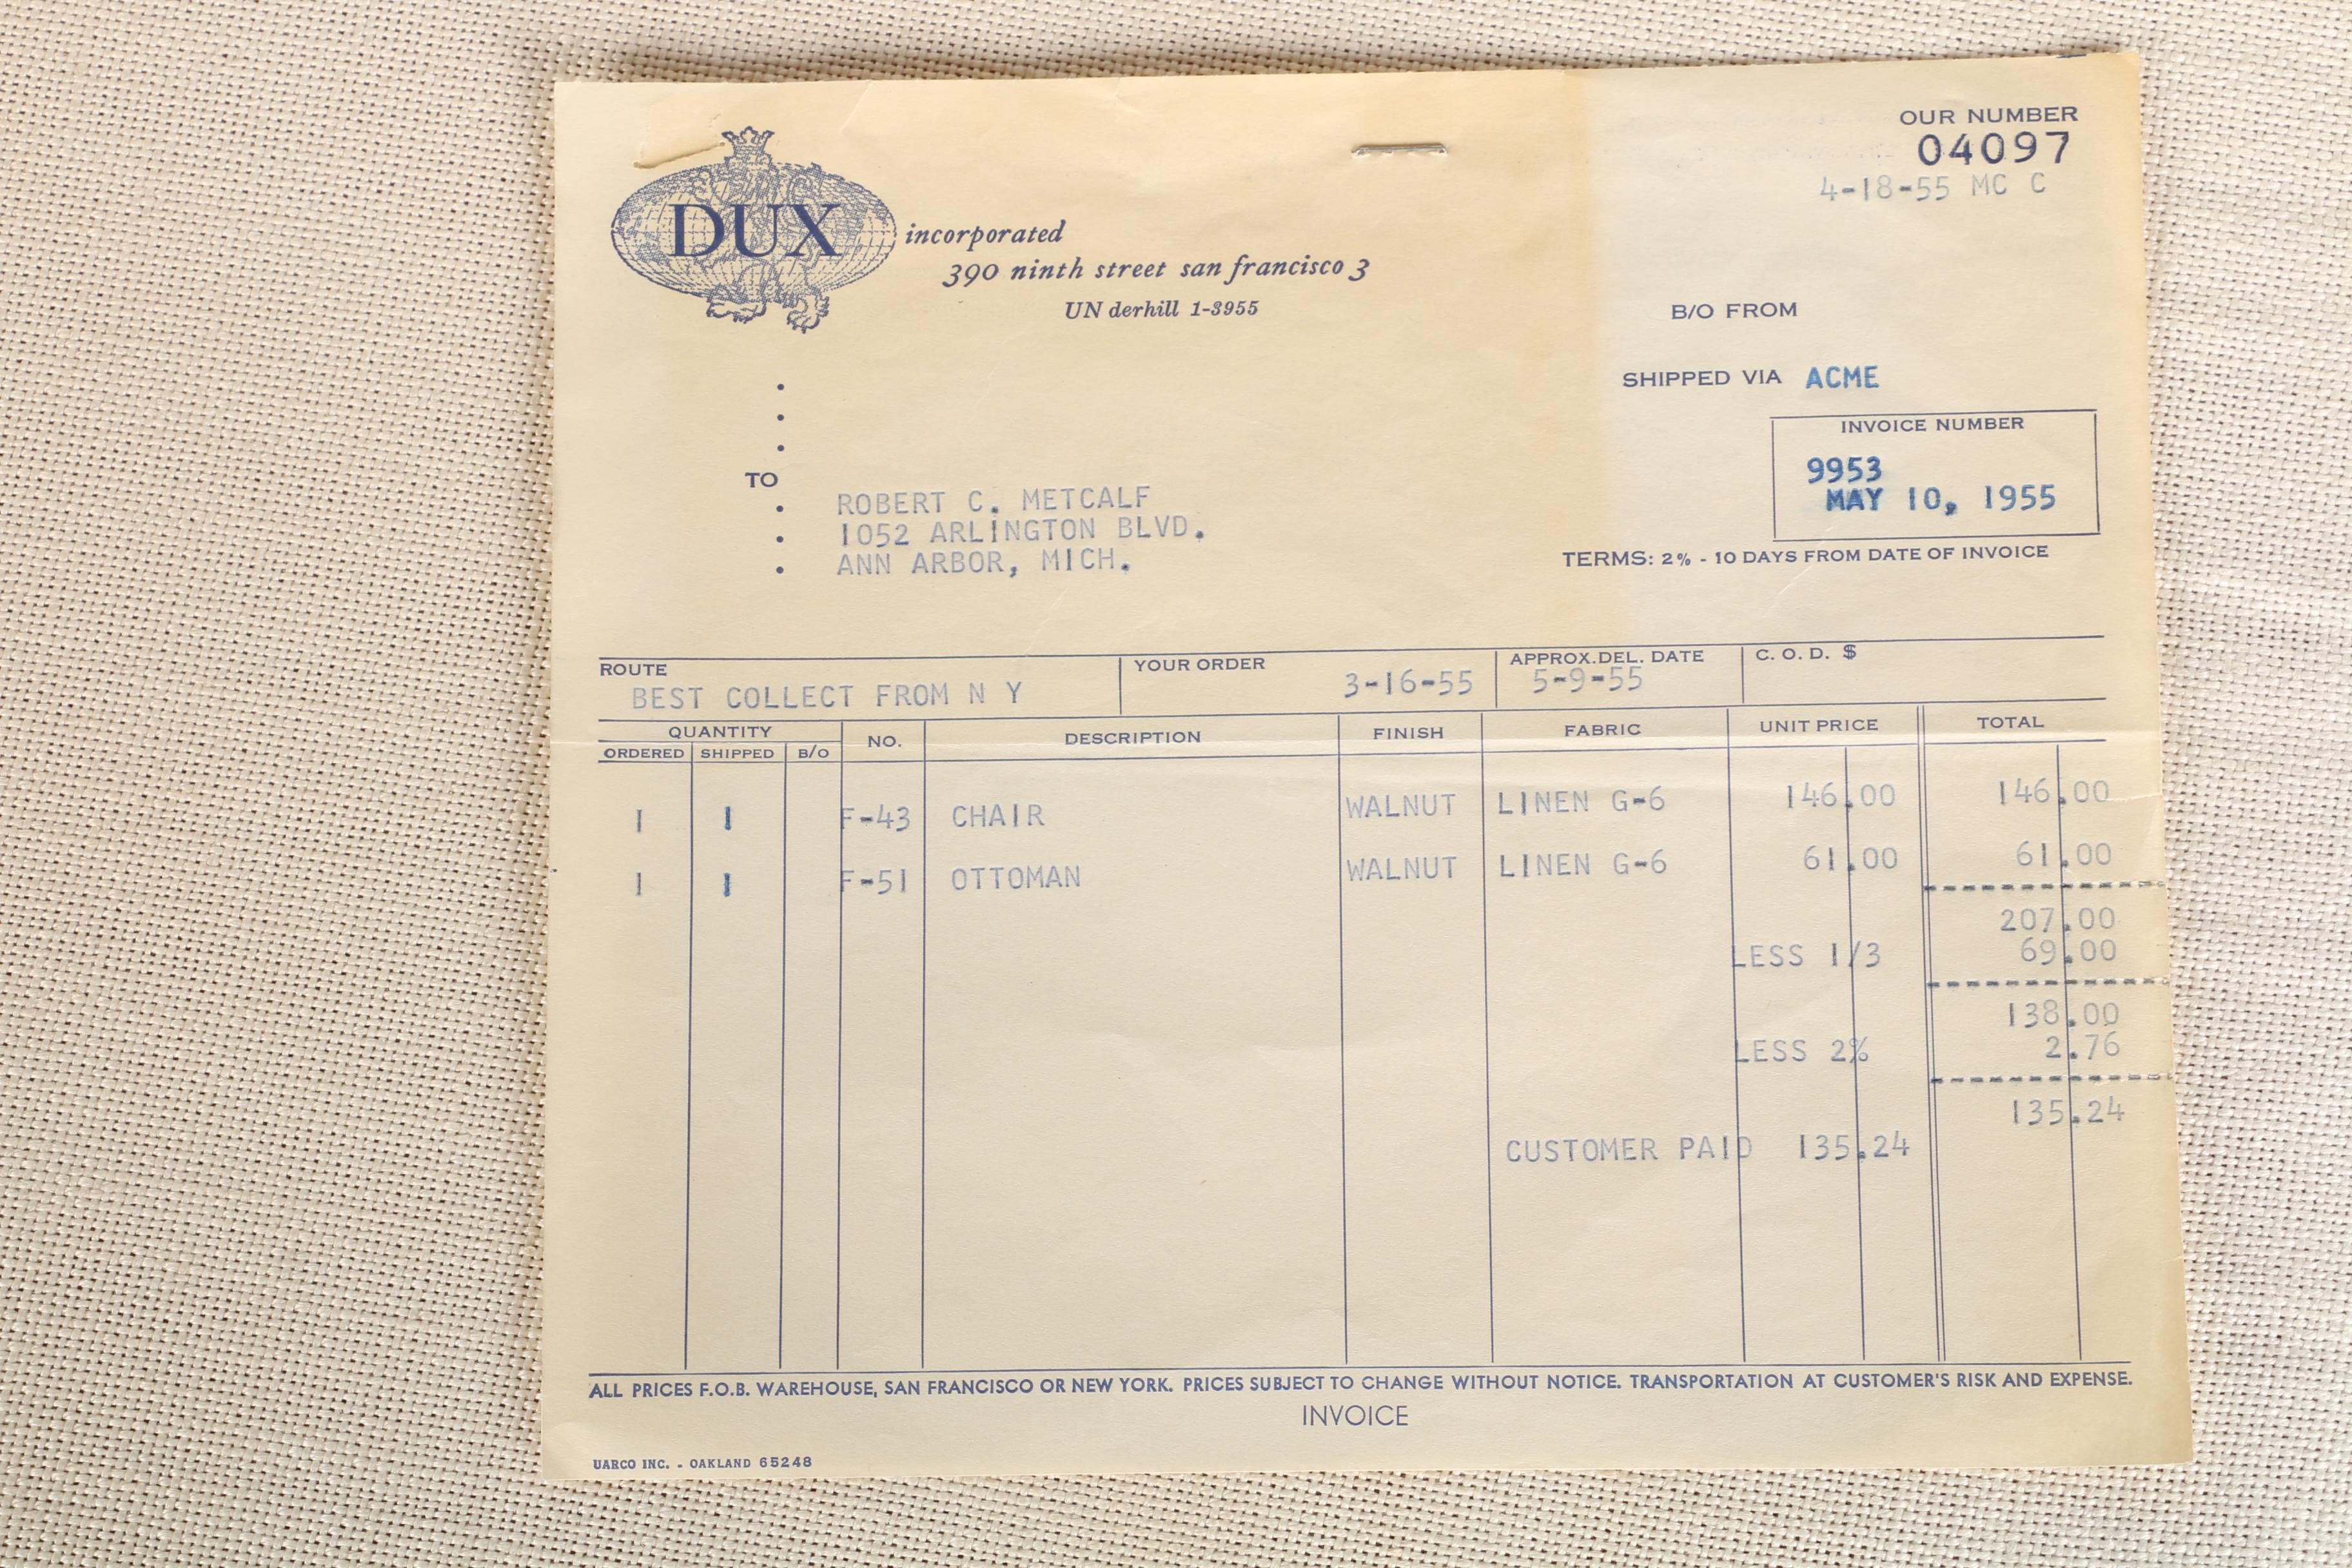 OUR NUMBER
04097
4-18-55 MC C
DUX incorporated
390 ninth street san francisco 3
UN derhill 1-3955
B/O FROM
SHIPPED VIA ACME
INVOICE NUMBER
9953
MAY 10, 1955
TERMS: 2% - 10 DAYS FROM DATE OF INVOICE
TO
ROBERT C. METCALF
1052 ARLINGTON BLVD.
ANN ARBOR, MICH.
ROUTE YOUR ORDER APPROX.DEL. DATE C. O. D. $
BEST COLLECT FROM N Y 3-16-55 5-9-55
QUANTITY NO. DESCRIPTION FINISH FABRIC UNIT PRICE TOTAL
ORDERED SHIPPED B/O
1 1 F-43 CHAIR WALNUT LINEN G-6 146.00 146.00
1 1 F-51 OTTOMAN WALNUT LINEN G-6 61.00 61.00
207.00
LESS 1/3 69.00
138.00
LESS 2% 2.76
135.24
CUSTOMER PAID 135.24
ALL PRICES F.O.B. WAREHOUSE, SAN FRANCISCO OR NEW YORK. PRICES SUBJECT TO CHANGE WITHOUT NOTICE. TRANSPORTATION AT CUSTOMER'S RISK AND EXPENSE.
INVOICE
UARCO INC. - OAKLAND 65248